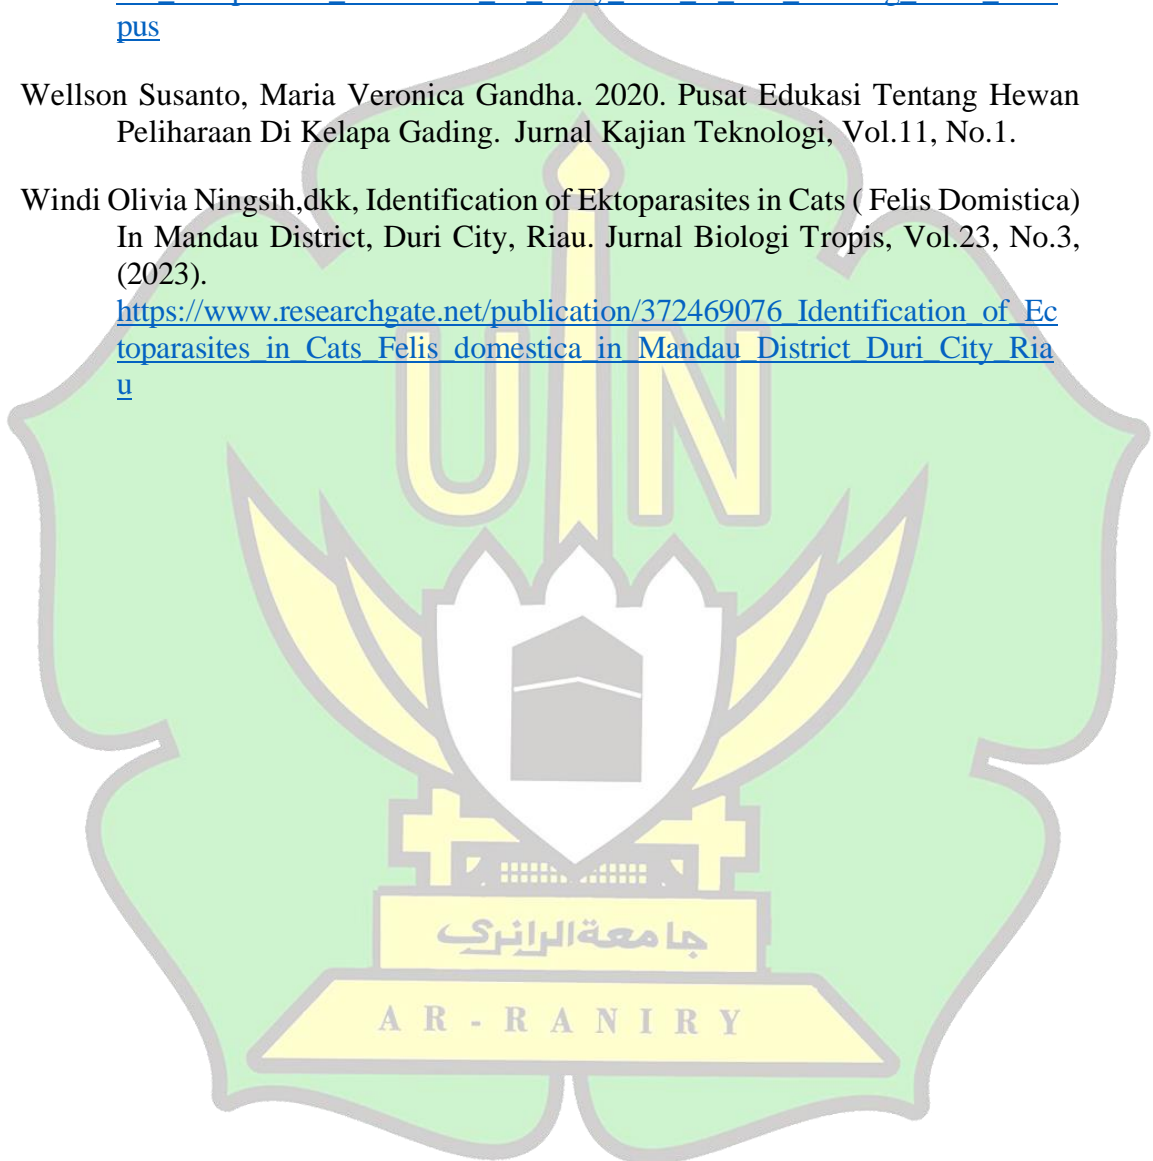 pus
Wellson Susanto, Maria Veronica Gandha. 2020. Pusat Edukasi Tentang Hewan
Peliharaan Di Kelapa Gading. Jurnal Kajian Teknologi, Vol.11, No.1.
Windi Olivia Ningsih,dkk, Identification of Ektoparasites in Cats ( Felis Domistica)
In Mandau District, Duri City, Riau. Jurnal Biologi Tropis, Vol.23, No.3,
(2023).
https://www.researchgate.net/publication/372469076_Identification_of_Ec
toparasites_in_Cats_Felis_domestica_in_Mandau_District_Duri_City_Ria
u
UIN
جامعةالرانري
AR-RANIRY